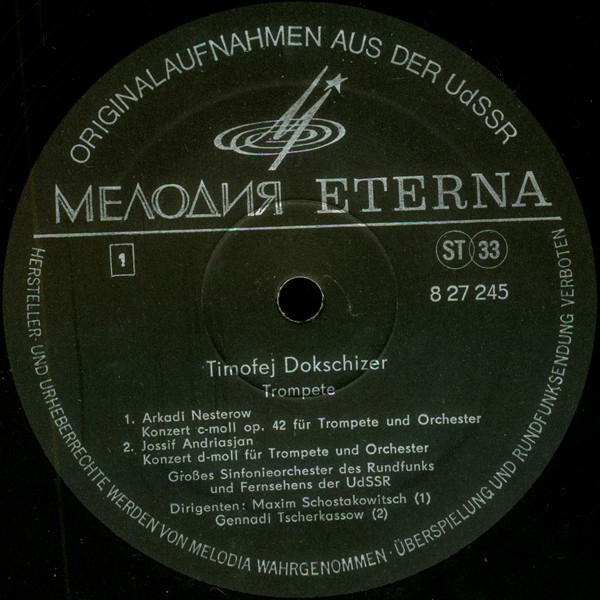 ORIGINALAUFNAHMEN AUS DER UdSSR
МЕЛОДИЯ ETERNA
1
ST 33
8 27 245
Timofej Dokschizer
Trompete
1. Arkadi Nesterow
Konzert c-moll op. 42 für Trompete und Orchester
2. Jossif Andriasjan
Konzert d-moll für Trompete und Orchester
Großes Sinfonieorchester des Rundfunks
und Fernsehens der UdSSR
Dirigenten: Maxim Schostakowitsch (1)
Gennadi Tscherkassow (2)
HERSTELLER- UND URHEBERRECHTE WERDEN VON MELODIA WAHRGENOMMEN · ÜBERSPIELUNG UND RUNDFUNKSENDUNG VERBOTEN